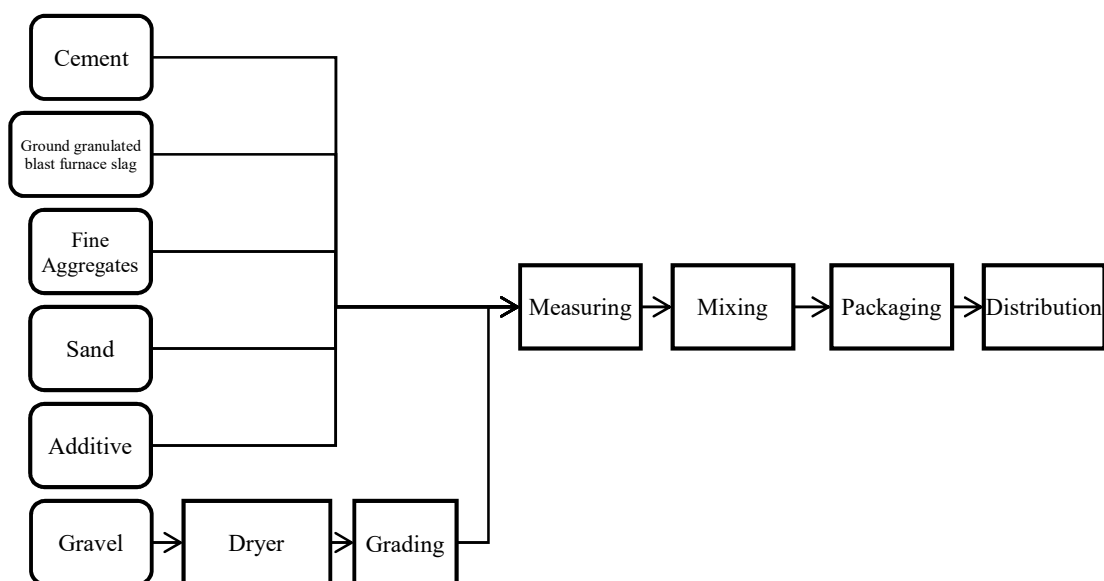 Cement
Ground granulated
blast furnace slag
Fine
Aggregates
Sand
Additive
Gravel
Dryer
Grading
Measuring
Mixing
Packaging
Distribution